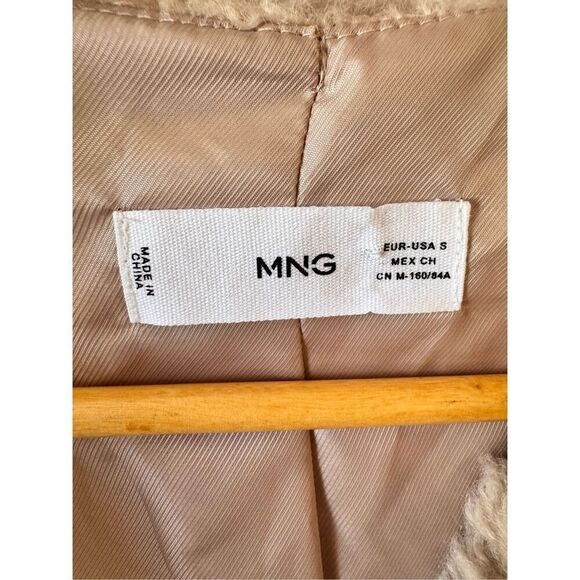 MADE IN
CHINA
MNG
EUR-USA S
MEX CH
CN M-160/84A